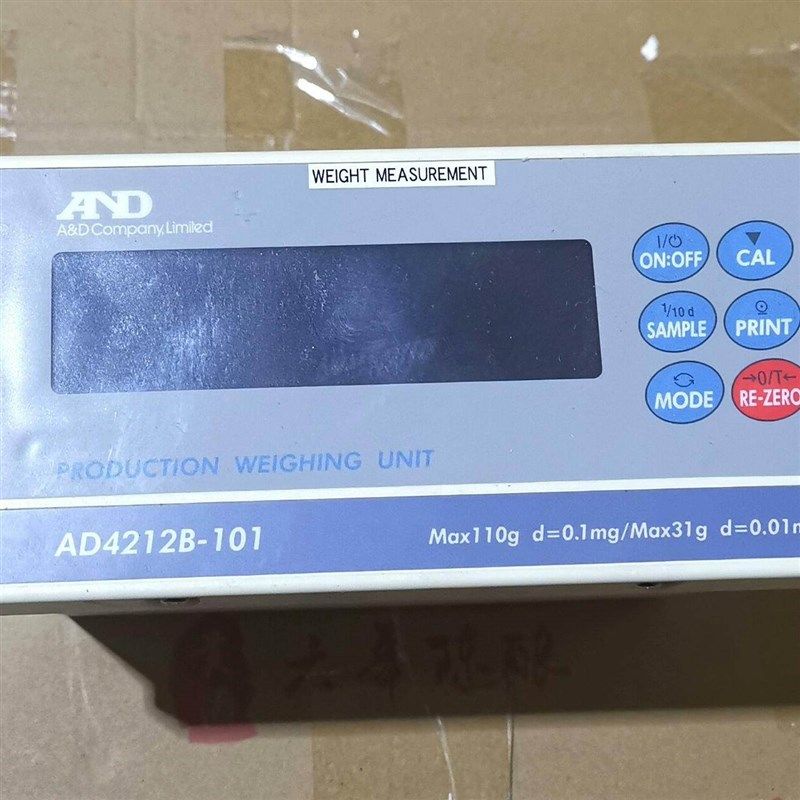 WEIGHT MEASUREMENT
AND
A&D Company, Limited
I/⏻
ON:OFF
▼
CAL
1/10 d
SAMPLE
PRINT
MODE
→0/T←
RE-ZERO
PRODUCTION WEIGHING UNIT
AD4212B-101
Max110g d=0.1mg/Max31g d=0.01m